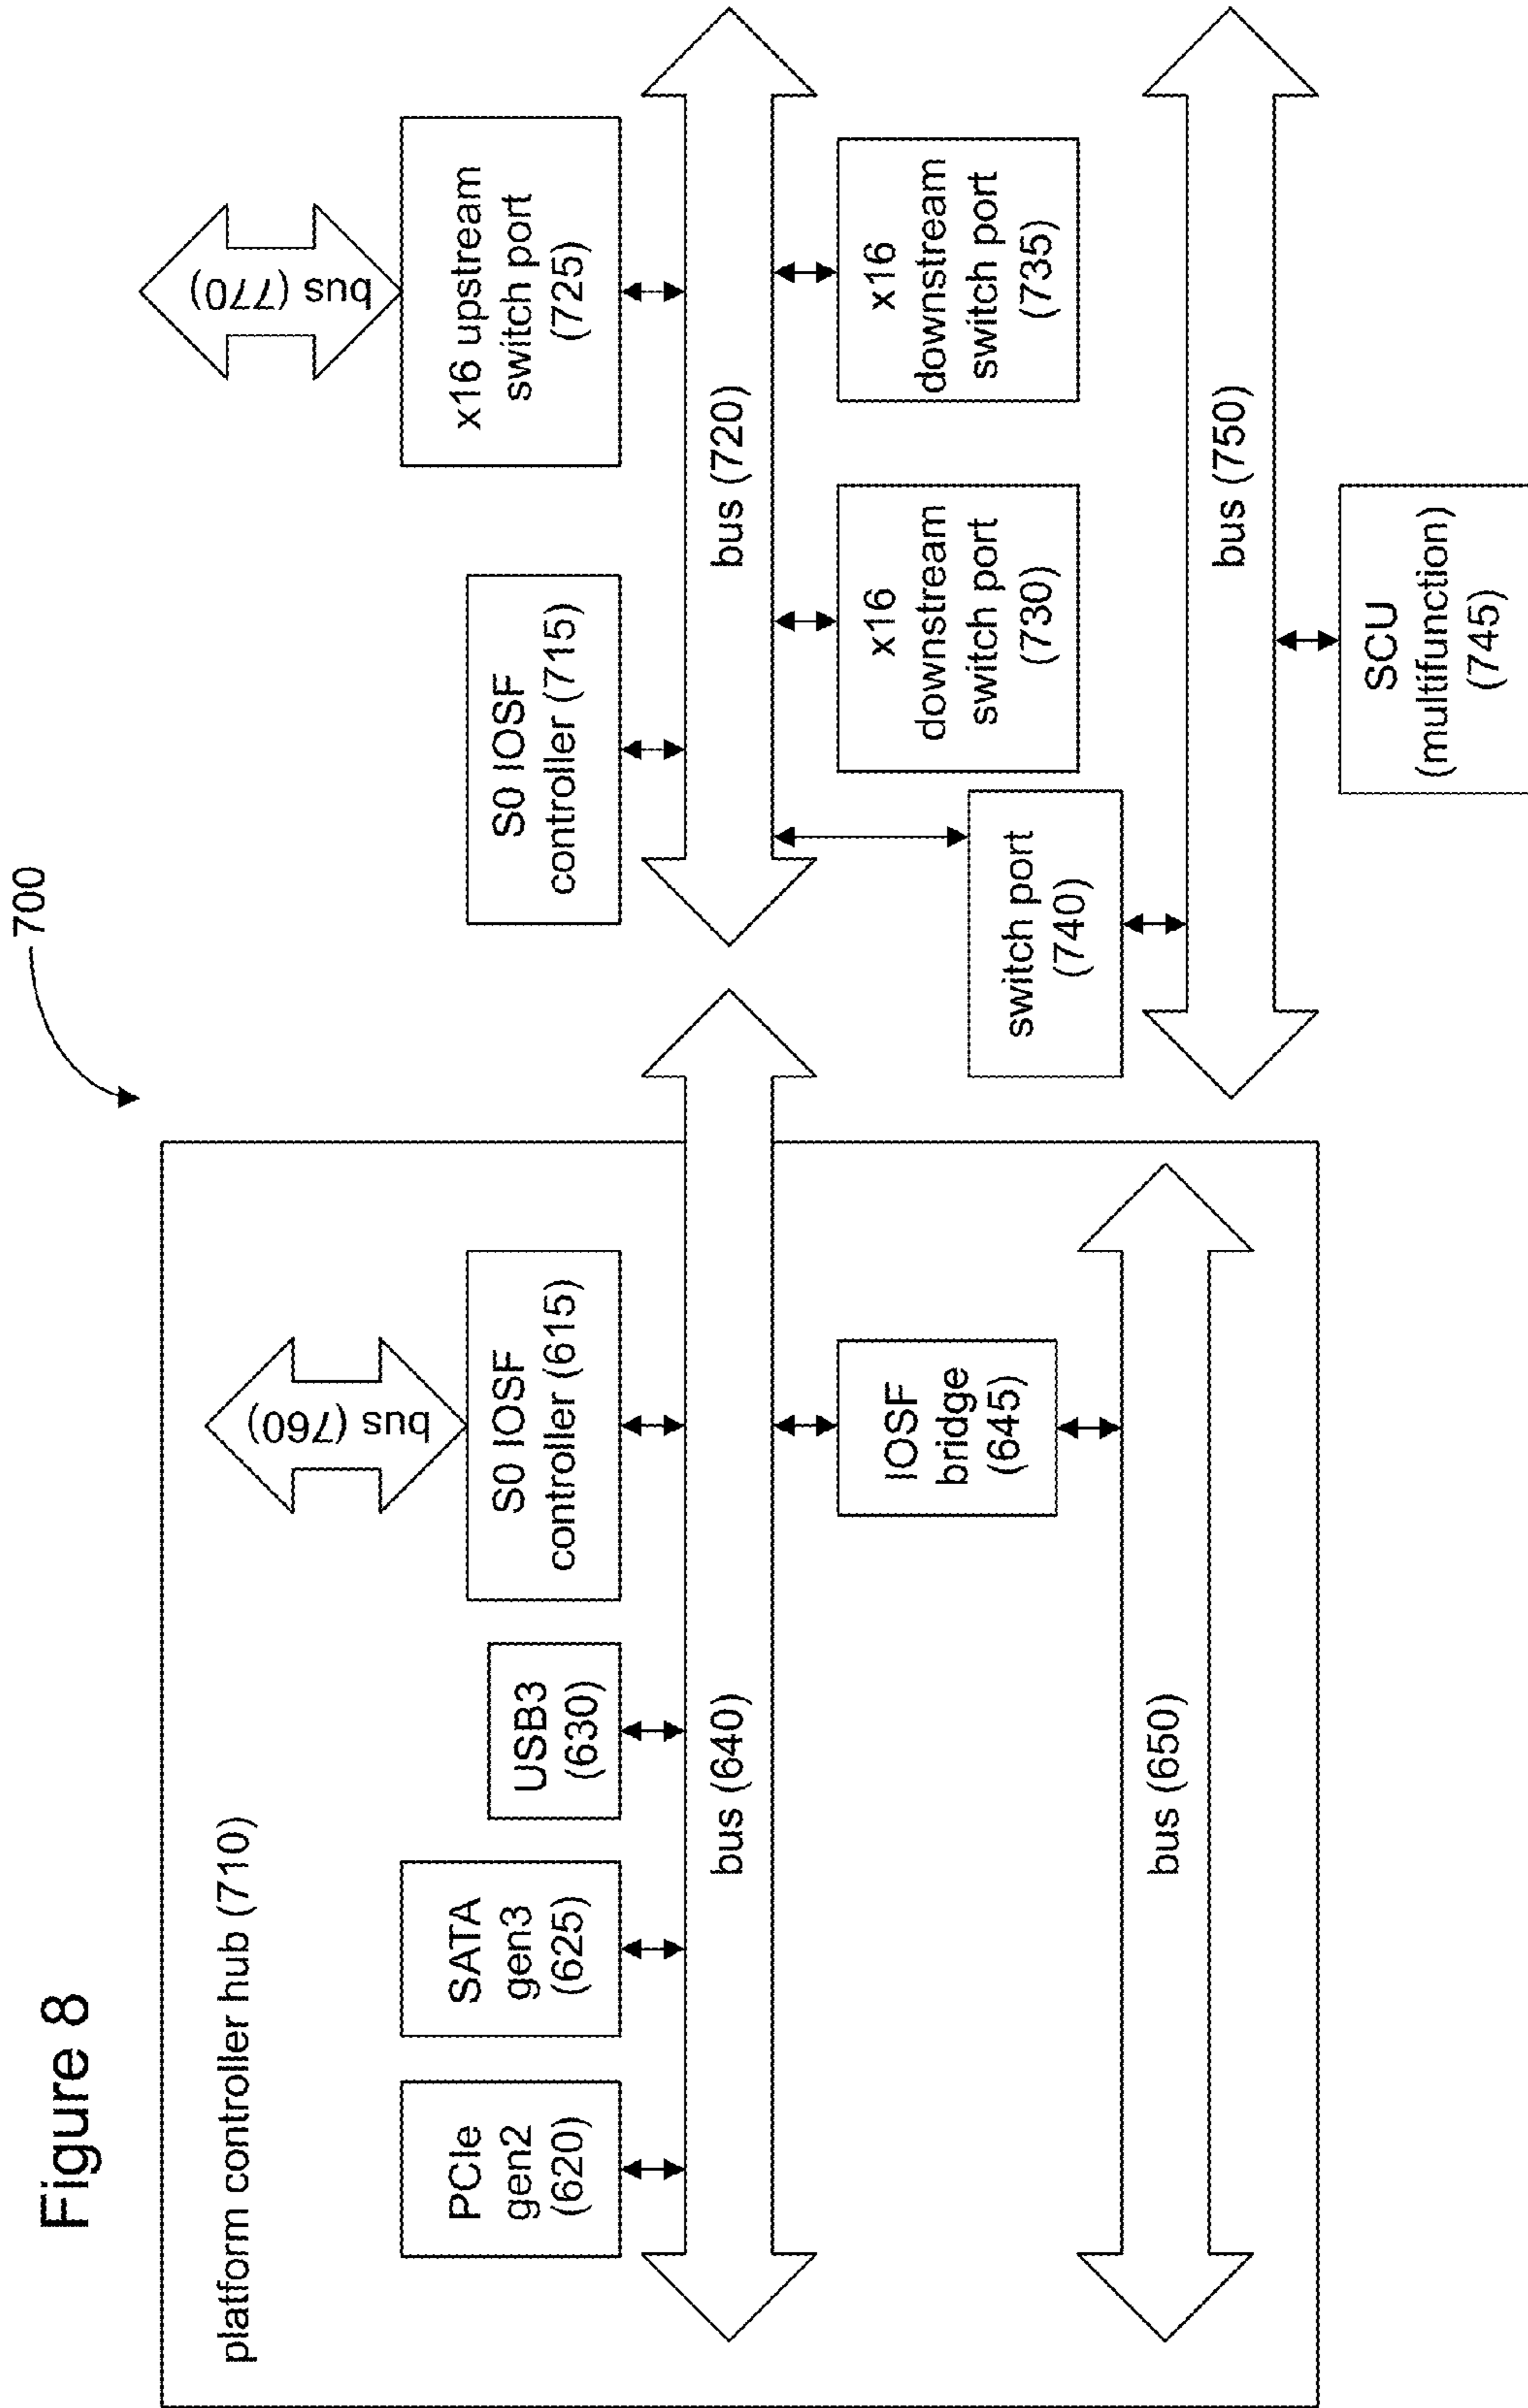 Figure 8
700
platform controller hub (710)
PCIe
gen2
(620)
SATA
gen3
(625)
USB3
(630)
bus (760)
S0 IOSF
controller (615)
bus (640)
IOSF
bridge
(645)
bus (650)
S0 IOSF
controller (715)
bus (770)
x16 upstream
switch port
(725)
bus (720)
switch port
(740)
x16
downstream
switch port
(730)
x16
downstream
switch port
(735)
bus (750)
SCU
(multifunction)
(745)